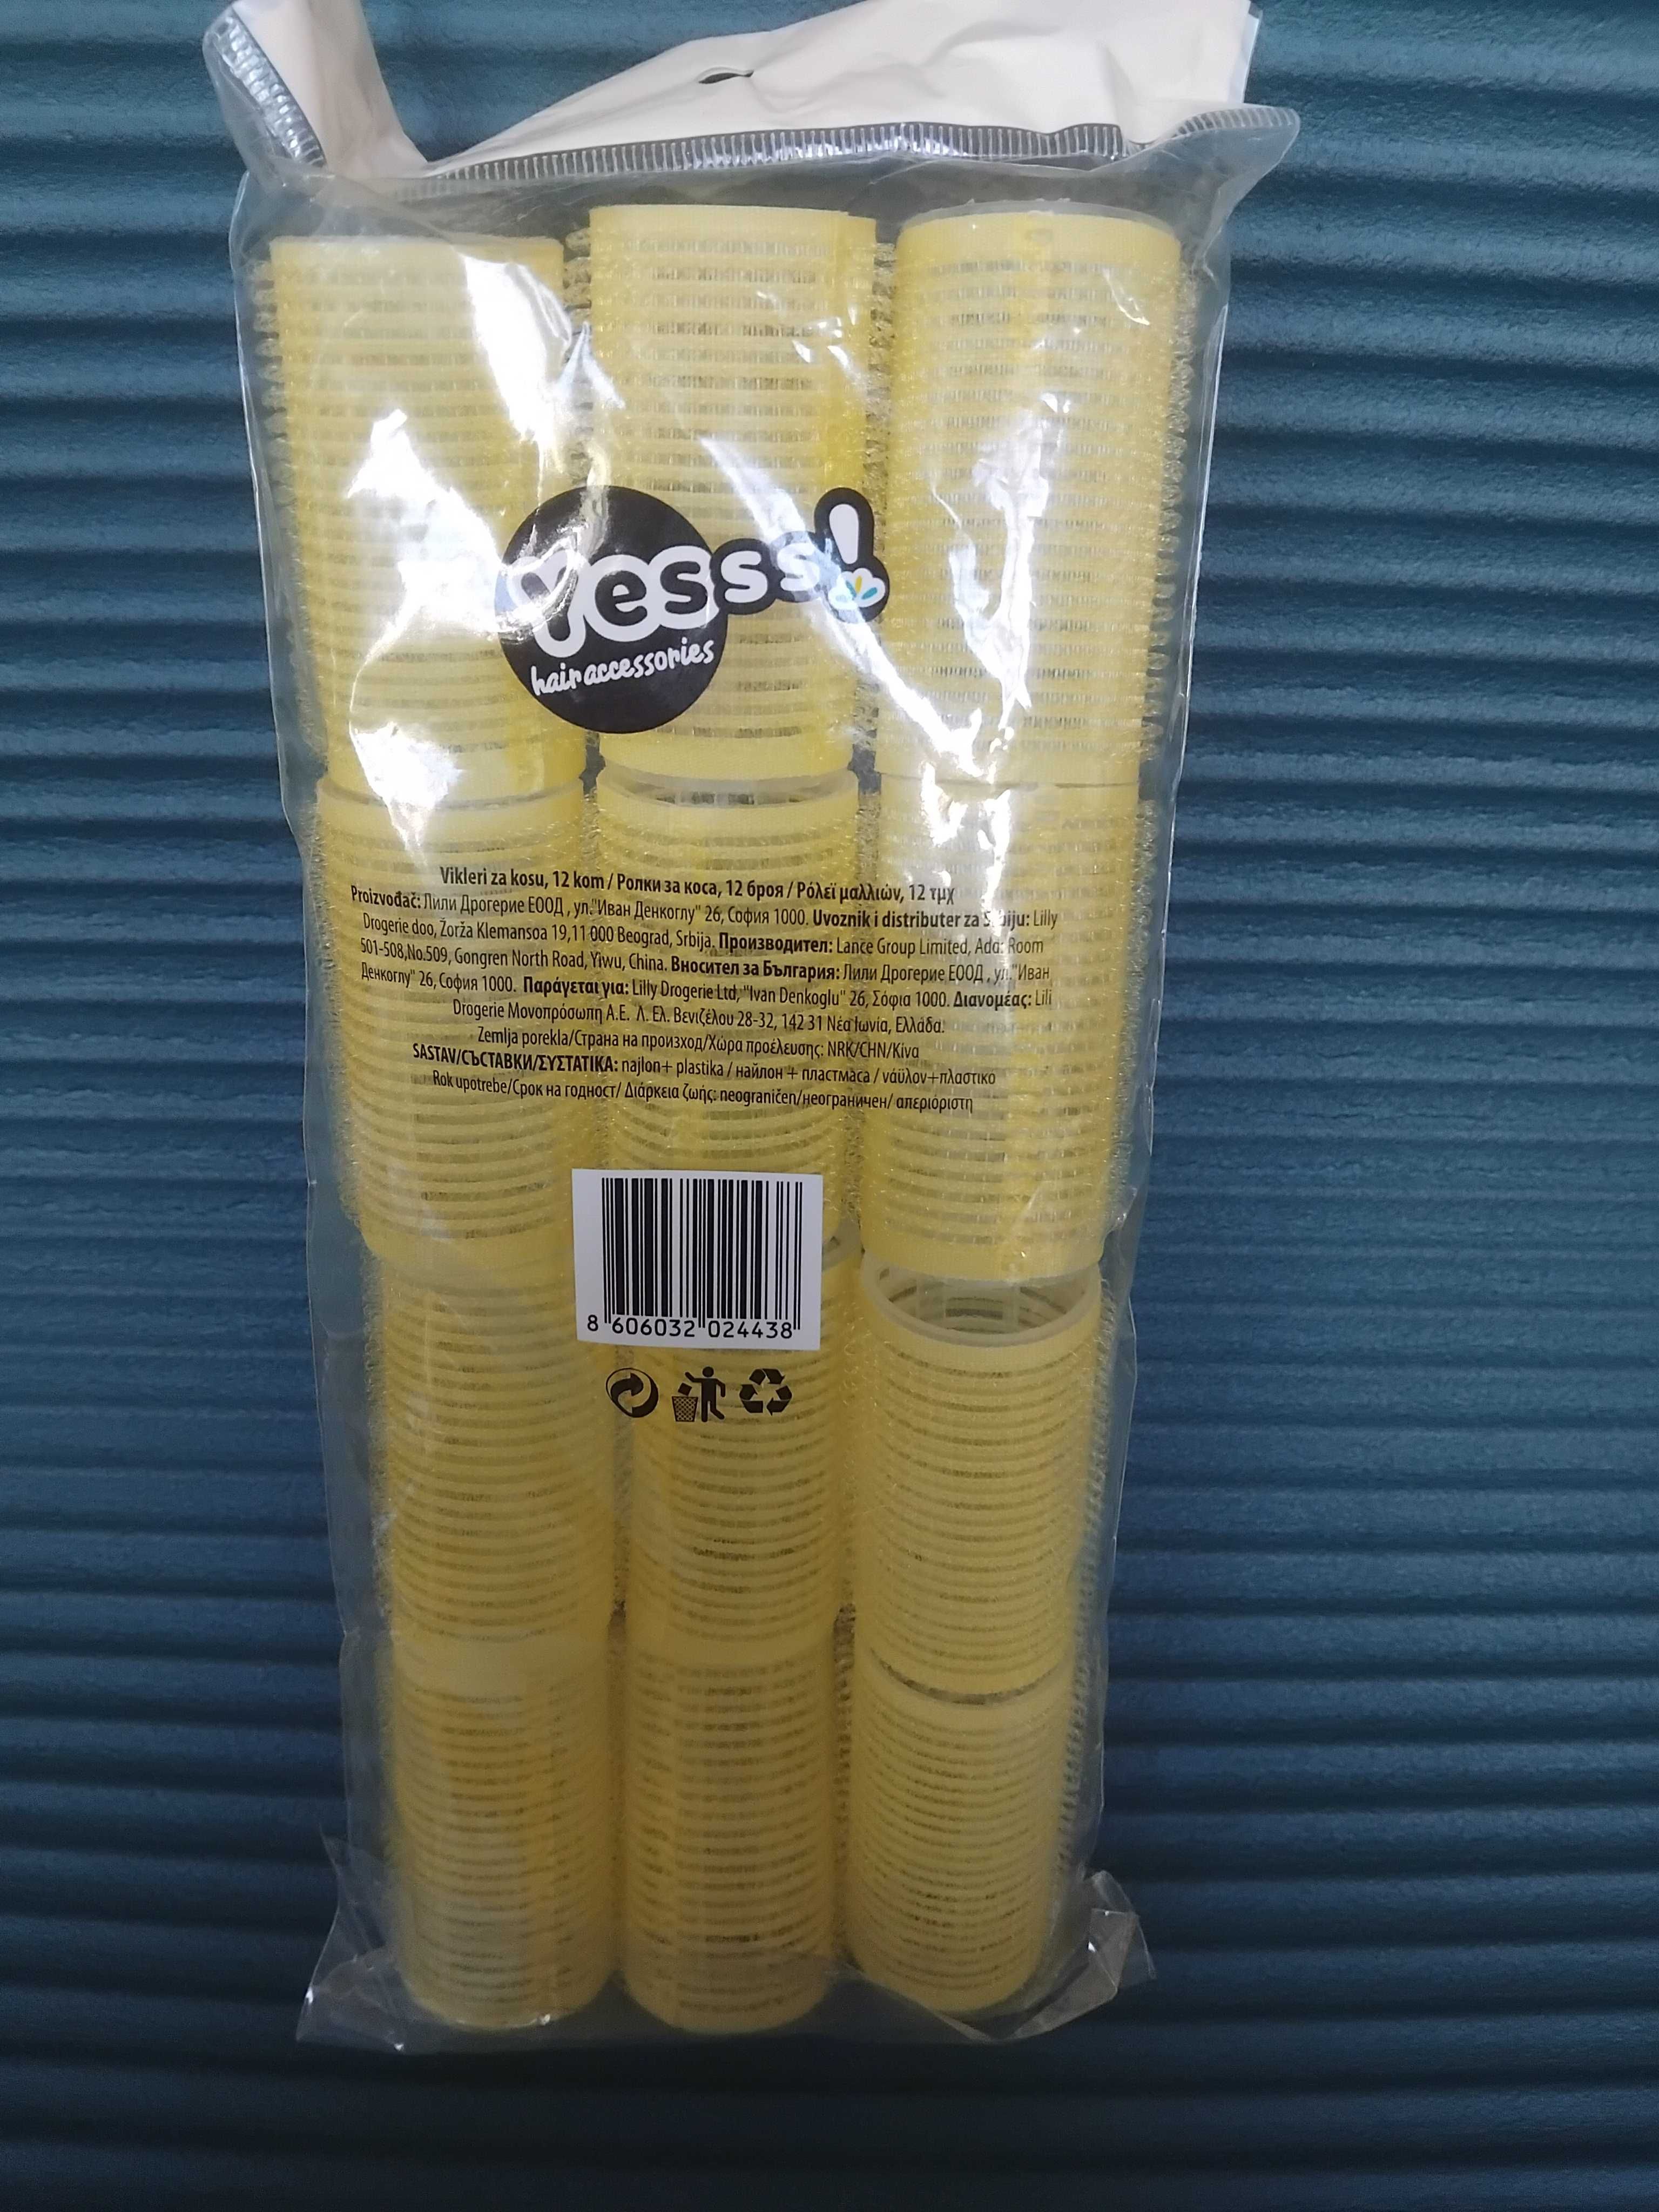 Yesss!
hair accessories
Vikleri za kosu, 12 kom / Ролки за коса, 12 броя / Ρόλεϊ μαλλιών, 12 τμχ
Proizvođač: Лили Дрогерие ЕООД , ул."Иван Денкоглу" 26, София 1000. Uvoznik i distributer za Lilly
Drogerie doo, Žorža Klemansoa 19,11 000 Beograd, Srbija. Производител: Lance Group Limited, Add: Room
501-508,No.509, Gongren North Road, Yiwu, China. Вносител за България: Лили Дрогерие ЕООД , ул."Иван
Денкоглу" 26, София 1000. Παράγεται για: Lilly Drogerie Ltd, "Ivan Denkoglu" 26, Σόφια 1000. Διανομέας: Lili
Drogerie Μονοπρόσωπη Α.Ε. Λ. Ελ. Βενιζέλου 28-32, 142 31 Νέα Ιωνία, Ελλάδα.
Zemlja porekla/Страна на произход/Χώρα προέλευσης: NRK/CHN/Κίνα
SASTAV/СЪСТАВКИ/ΣΥΣΤΑΤΙΚΑ: najlon+ plastika / найлон + пластмаса / νάϋλον+πλαστικο
Rok upotrebe/Срок на годност/ Διάρκεια ζωής: neograničen/неограничен/ απεριόριστη
8 606032 024438